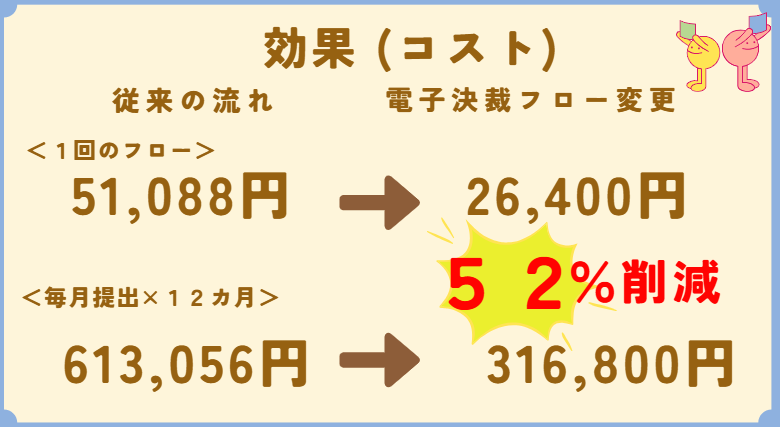 効果 (コスト)
従来の流れ
電子決裁フロー変更
＜１回のフロー＞
51,088円
26,400円
５２%削減
＜毎月提出×１２カ月＞
613,056円
316,800円